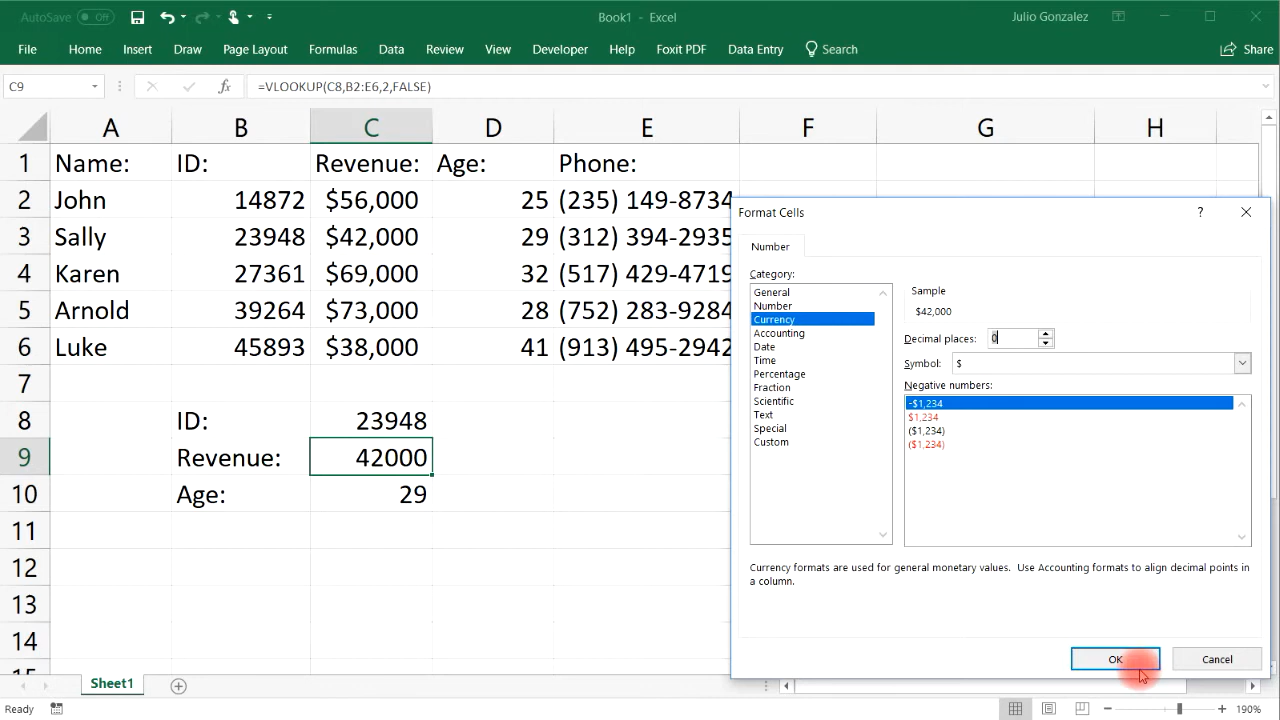 AutoSave Off
Book1 - Excel
Julio Gonzalez
File Home Insert Draw Page Layout Formulas Data Review View Developer Help Foxit PDF Data Entry Search Share
C9 fx =VLOOKUP(C8,B2:E6,2,FALSE)
A B C D E F G H
1 Name: ID: Revenue: Age: Phone:
2 John 14872 $56,000 25 (235) 149-8734
3 Sally 23948 $42,000 29 (312) 394-2935
4 Karen 27361 $69,000 32 (517) 429-4719
5 Arnold 39264 $73,000 28 (752) 283-9284
6 Luke 45893 $38,000 41 (913) 495-2942
7
8 ID: 23948
9 Revenue: 42000
10 Age: 29
11
12
13
14
15
Format Cells ?
Number
Category:
General
Number
Currency
Accounting
Date
Time
Percentage
Fraction
Scientific
Text
Special
Custom
Sample
$42,000
Decimal places: 0
Symbol: $
Negative numbers:
-$1,234
$1,234
($1,234)
($1,234)
Currency formats are used for general monetary values. Use Accounting formats to align decimal points in
a column.
OK Cancel
Sheet1
Ready
190%